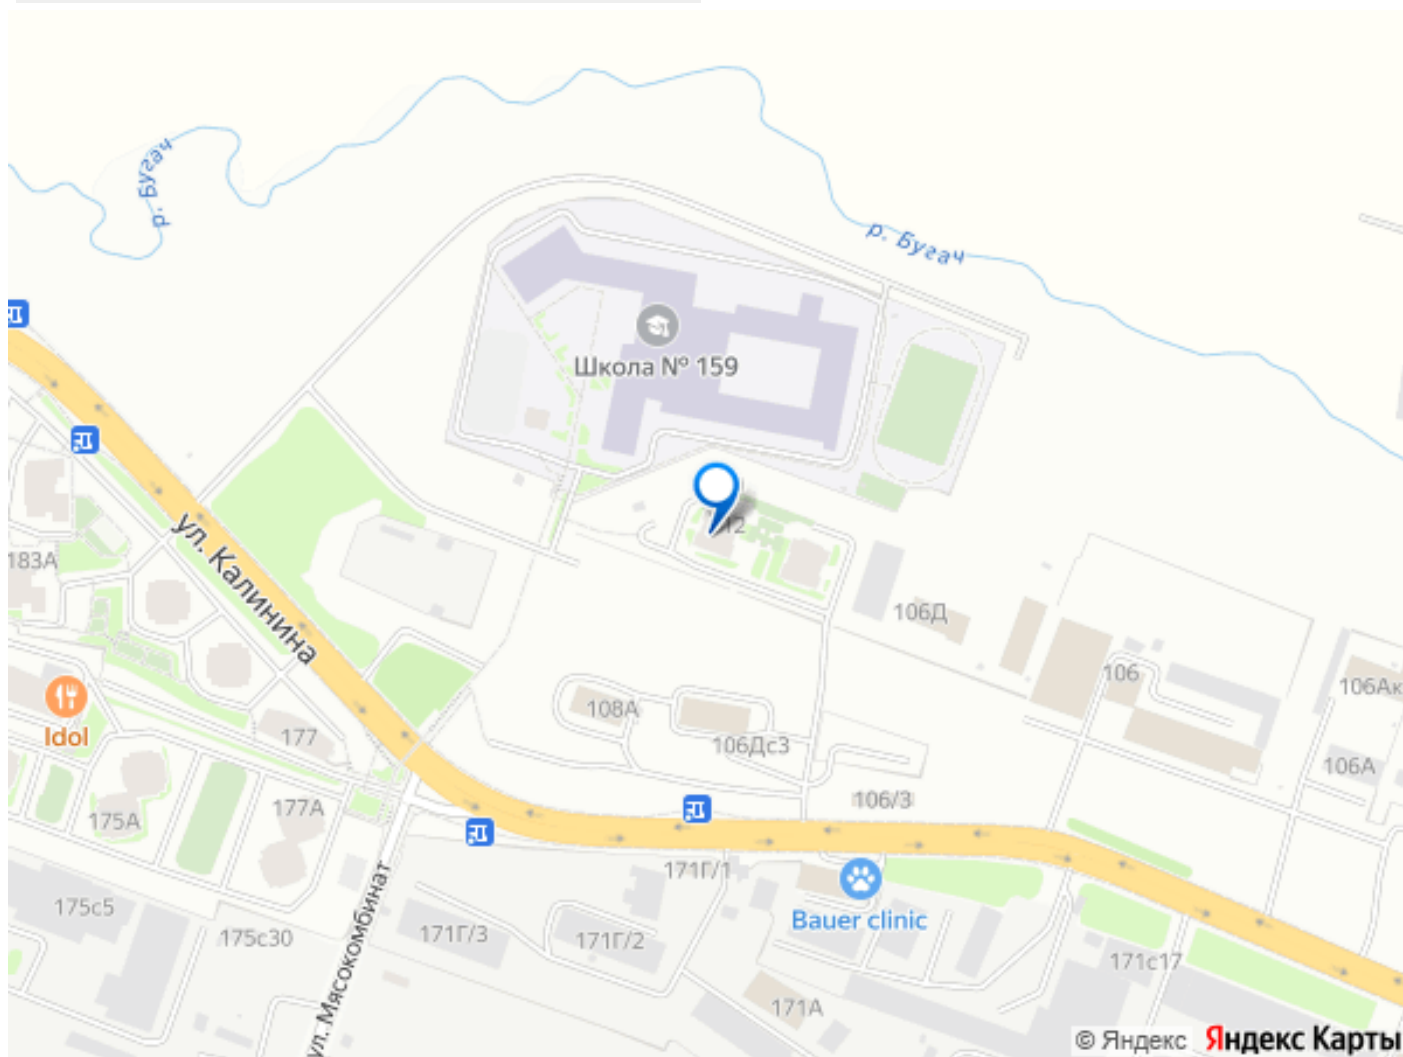 р. Бугач
р. Бугач
Школа № 159
ул. Калинина
183А
106Д
106
106Ак
108А
106Дс3
177
Idol
106А
106/3
175А
177А
171Г/1
Bauer clinic
ул. Мясокомбинат
175с5
175с30
171Г/3
171Г/2
171с17
171А
© Яндекс Яндекс Карты